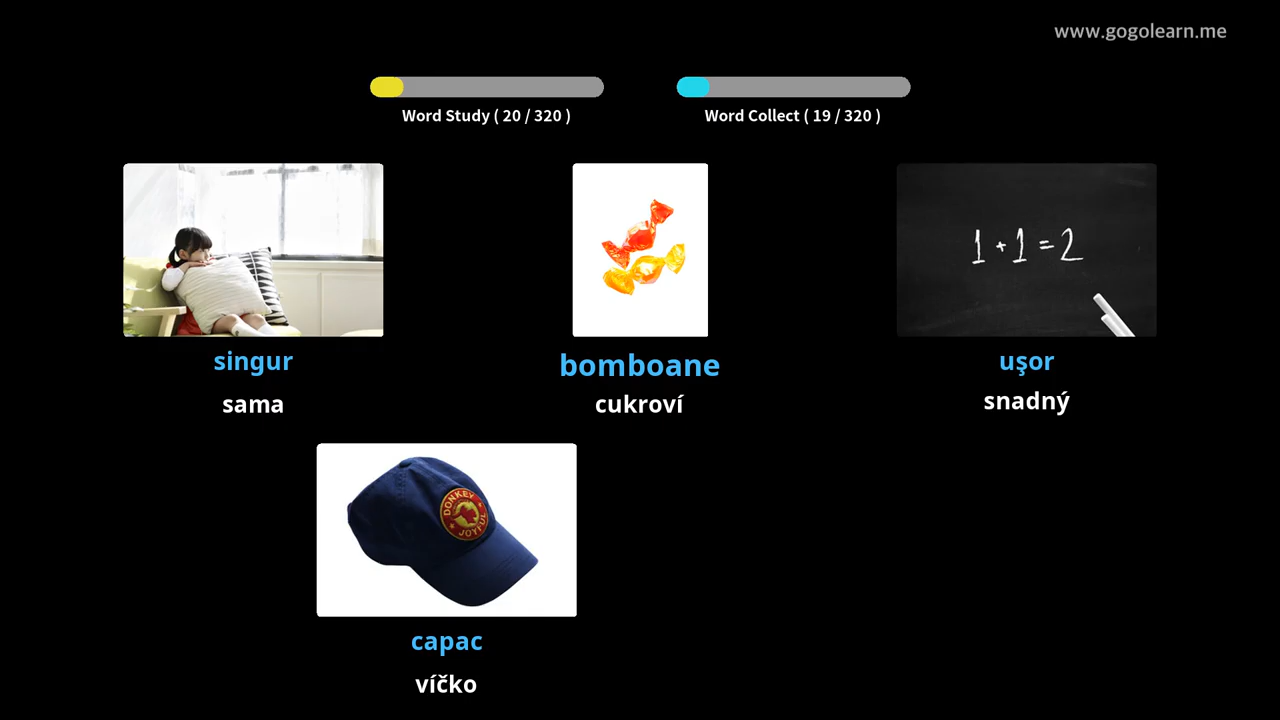 www.gogolearn.me
Word Study ( 20 / 320 )
Word Collect ( 19 / 320 )
1 + 1 = 2
singur
bomboane
uşor
sama
cukroví
snadný
DONKEY
JOYFUL
capac
víčko